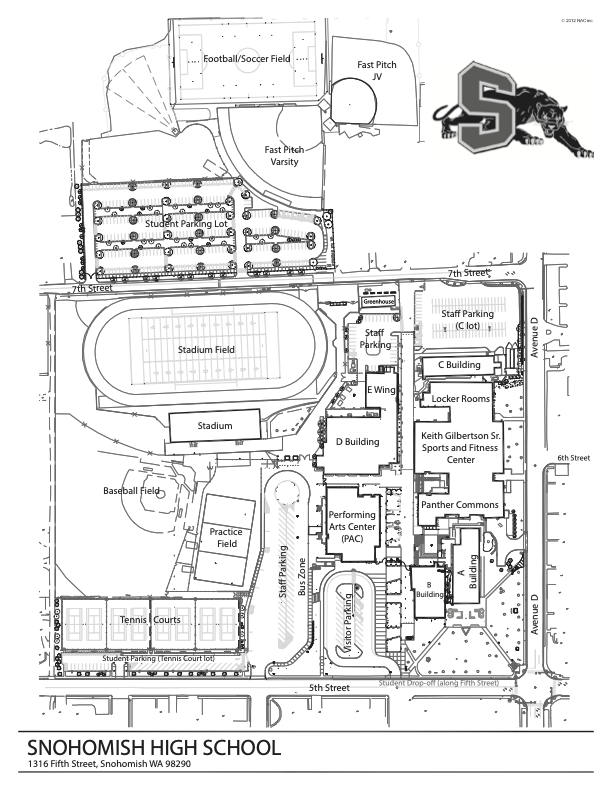 © 2012 NAC inc
Football/Soccer Field
Fast Pitch
JV
S
Fast Pitch
Varsity
Student Parking Lot
7th Street
7th Street
Greenhouse
Staff Parking
(C lot)
Staff
Parking
Avenue D
Stadium Field
C Building
E Wing
Locker Rooms
Stadium
D Building
Keith Gilbertson Sr.
Sports and Fitness
Center
6th Street
Baseball Field
Panther Commons
Performing
Arts Center
(PAC)
Practice
Field
Staff Parking
Bus Zone
A
Building
B
Building
Visitor Parking
Avenue D
Tennis Courts
Student Parking (Tennis Court lot)
Student Drop-off (along Fifth Street)
5th Street
SNOHOMISH HIGH SCHOOL
1316 Fifth Street, Snohomish WA 98290